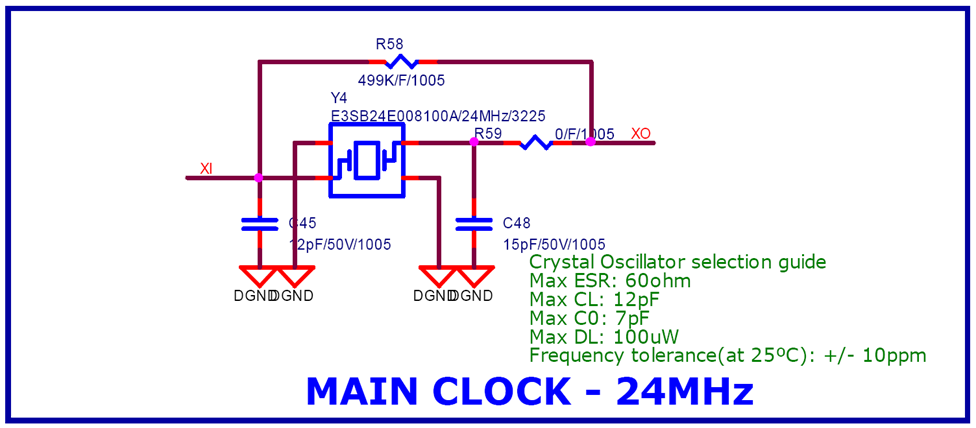 R58
499K/F/1005
Y4
E3SB24E008100A/24MHz/3225
R59
0/F/1005
XO
XI
C45
12pF/50V/1005
C48
15pF/50V/1005
DGND
DGND
DGND
DGND
Crystal Oscillator selection guide
Max ESR: 60ohm
Max CL: 12pF
Max C0: 7pF
Max DL: 100uW
Frequency tolerance(at 25ºC): +/- 10ppm
MAIN CLOCK - 24MHz